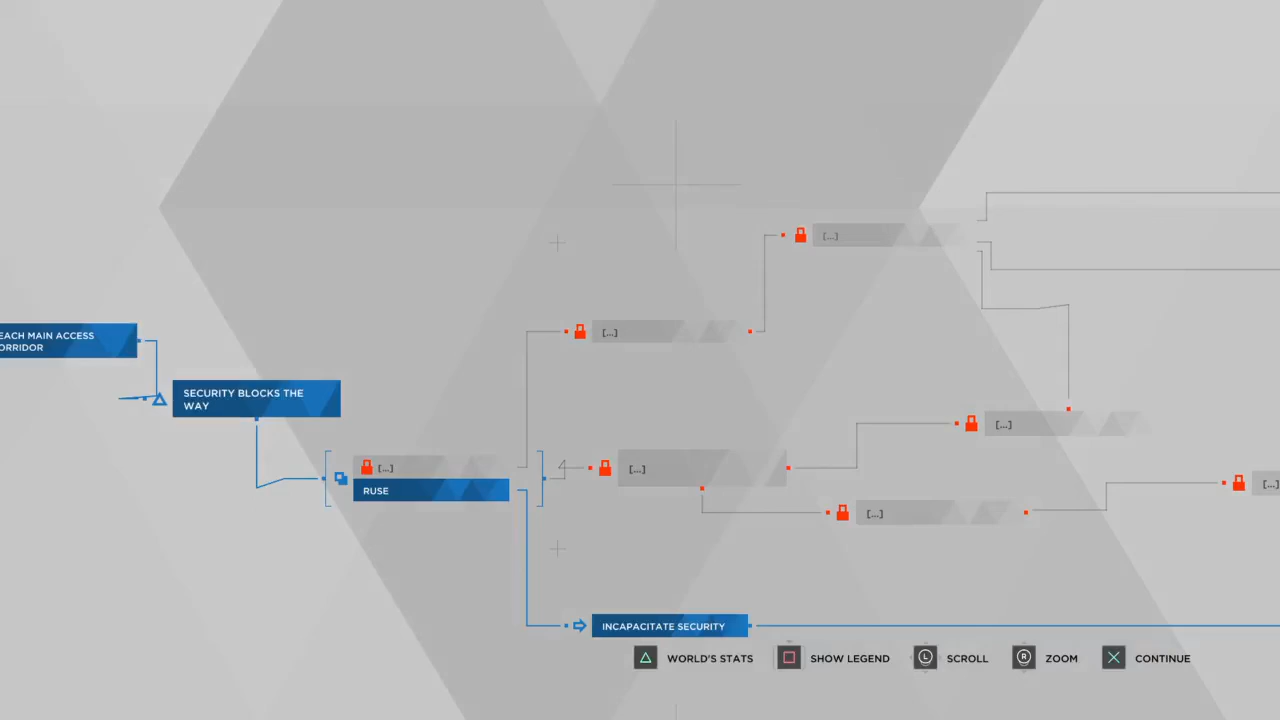 [...]
[...]
EACH MAIN ACCESS
ORRIDOR
SECURITY BLOCKS THE
WAY
[...]
[...]
[...]
RUSE
[...]
[...]
INCAPACITATE SECURITY
WORLD'S STATS
SHOW LEGEND
L
SCROLL
R
ZOOM
CONTINUE